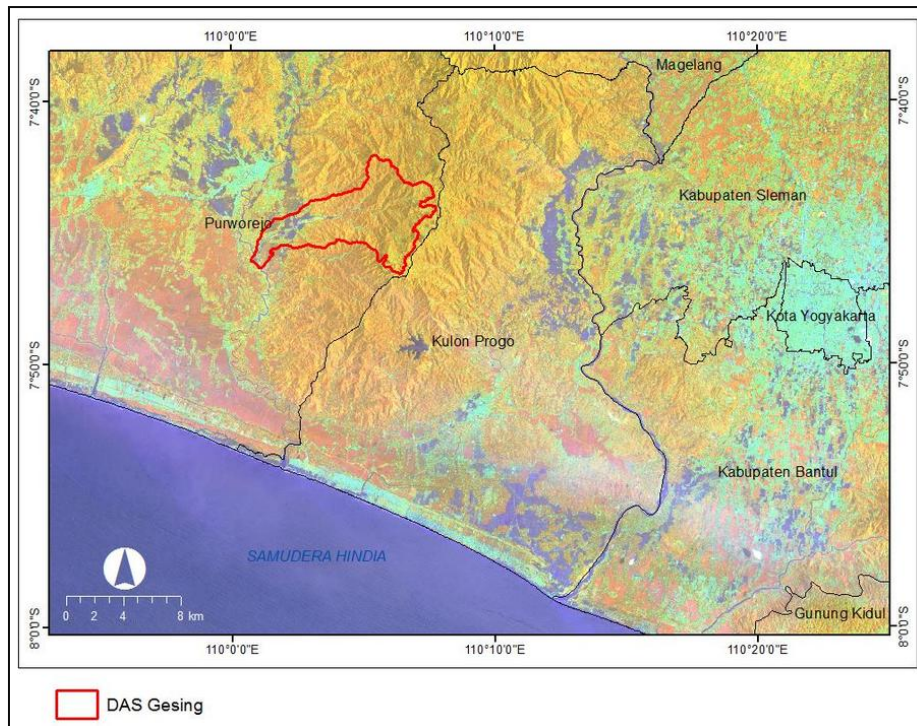 110°0'0"E 110°10'0"E 110°20'0"E
Magelang
7°40'0"S 7°40'0"S
Kabupaten Sleman
Purworejo
Kota Yogyakarta
Kulon Progo
7°50'0"S 7°50'0"S
Kabupaten Bantul
SAMUDERA HINDIA
0 2 4 8 km
Gunung Kidul
8°0'0"S 8°0'0"S
110°0'0"E 110°10'0"E 110°20'0"E
DAS Gesing